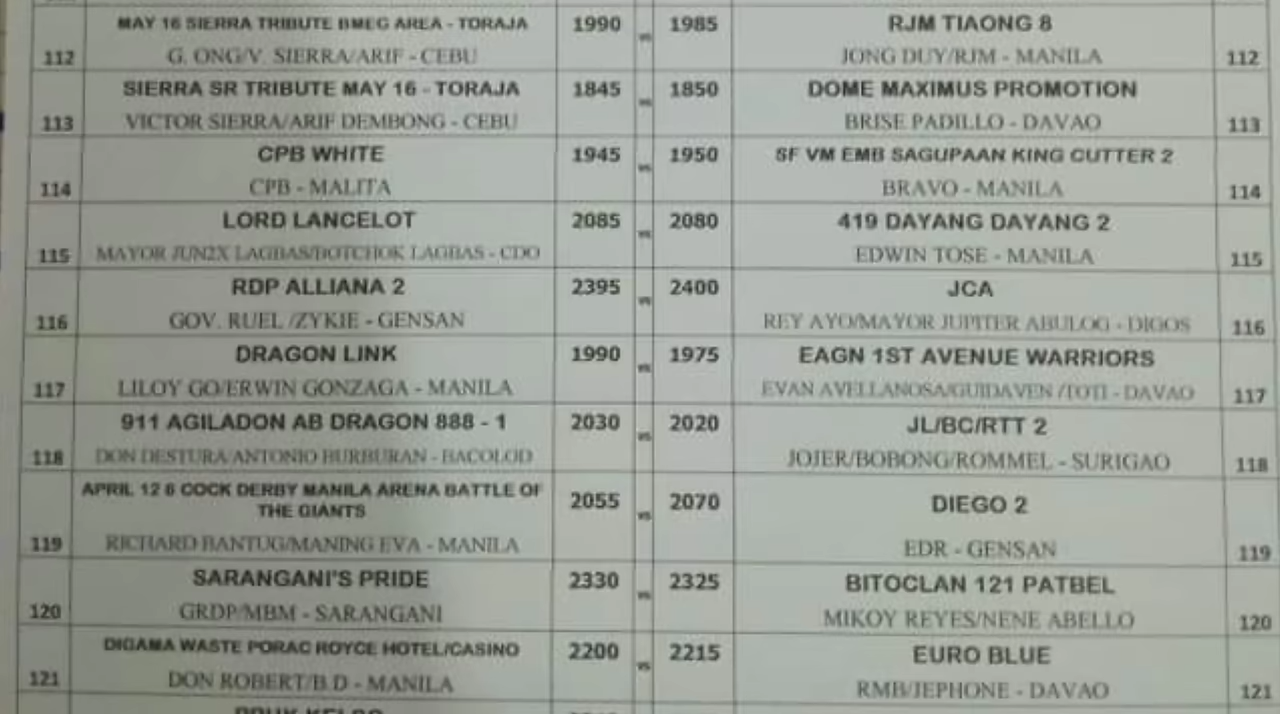 MAY 16 SIERRA TRIBUTE BMEG AREA - TORAJA 1990 vs 1985 RJM TIAONG 8
112 G. ONG/V. SIERRA/ARIF - CEBU JONG DUY/RJM - MANILA 112
SIERRA SR TRIBUTE MAY 16 - TORAJA 1845 vs 1850 DOME MAXIMUS PROMOTION
113 VICTOR SIERRA/ARIF DEMBONG - CEBU BRISE PADILLO - DAVAO 113
CPB WHITE 1945 vs 1950 SF VM EMB SAGUPAAN KING CUTTER 2
114 CPB - MALITA BRAVO - MANILA 114
LORD LANCELOT 2085 vs 2080 419 DAYANG DAYANG 2
115 MAYOR JUN2X LAGBAS/BOTCHOK LAGBAS - CDO EDWIN TOSE - MANILA 115
RDP ALLIANA 2 2395 vs 2400 JCA
116 GOV. RUEL /ZYKIE - GENSAN REY AYO/MAYOR JUPITER ABULOG - DIGOS 116
DRAGON LINK 1990 vs 1975 EAGN 1ST AVENUE WARRIORS
117 LILOY GO/ERWIN GONZAGA - MANILA EVAN AVELLANOSA/GUIDAVEN /TOTI - DAVAO 117
911 AGILADON AB DRAGON 888 - 1 2030 vs 2020 JL/BC/RTT 2
118 DON DESTURA/ANTONIO BURBURAN - BACOLOD JOJER/BOBONG/ROMMEL - SURIGAO 118
APRIL 12 6 COCK DERBY MANILA ARENA BATTLE OF
THE GIANTS 2055 vs 2070 DIEGO 2
119 RICHARD BANTUG/MANING EVA - MANILA EDR - GENSAN 119
SARANGANI'S PRIDE 2330 vs 2325 BITOCLAN 121 PATBEL
120 GRDP/MBM - SARANGANI MIKOY REYES/NENE ABELLO 120
DIGAMA WASTE PORAC ROYCE HOTEL/CASINO 2200 vs 2215 EURO BLUE
121 DON ROBERT/B.D - MANILA RMB/JEPHONE - DAVAO 121